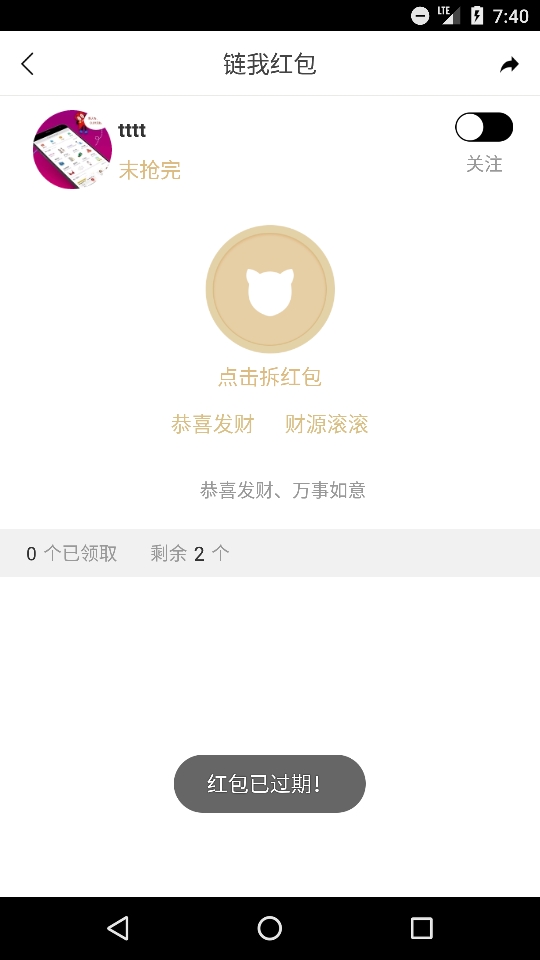 LTE 7:40
链我红包
tttt
末抢完
关注
点击拆红包
恭喜发财 财源滚滚
恭喜发财、万事如意
0 个已领取 剩余 2 个
红包已过期！